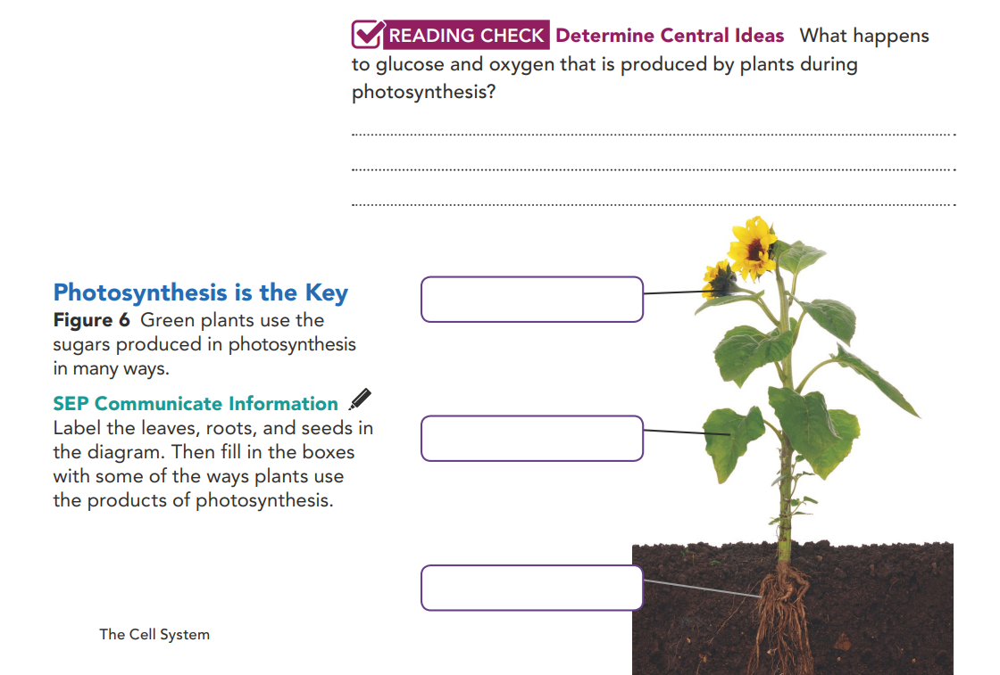 READING CHECK Determine Central Ideas What happens
to glucose and oxygen that is produced by plants during
photosynthesis?
Photosynthesis is the Key
Figure 6 Green plants use the
sugars produced in photosynthesis
in many ways.
SEP Communicate Information
Label the leaves, roots, and seeds in
the diagram. Then fill in the boxes
with some of the ways plants use
the products of photosynthesis.
The Cell System